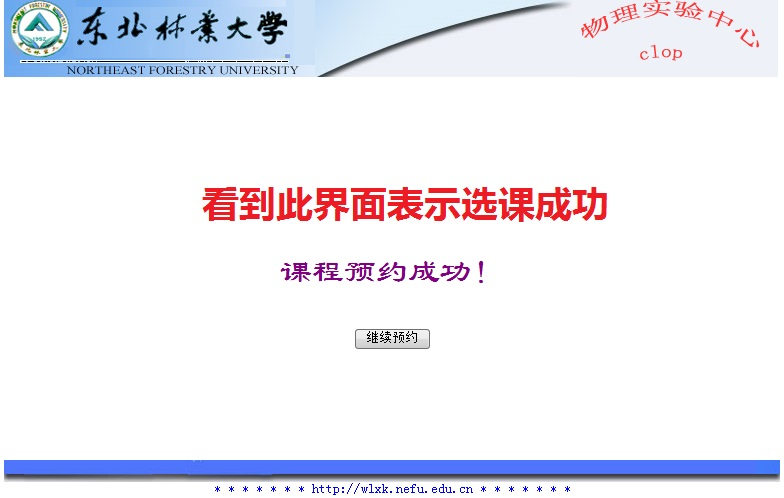 东北林业大学
NORTHEAST FORESTRY UNIVERSITY
物理实验中心
clop
看到此界面表示选课成功
课程预约成功!
继续预约
* * * * * * * http://wlxk.nefu.edu.cn * * * * * * *